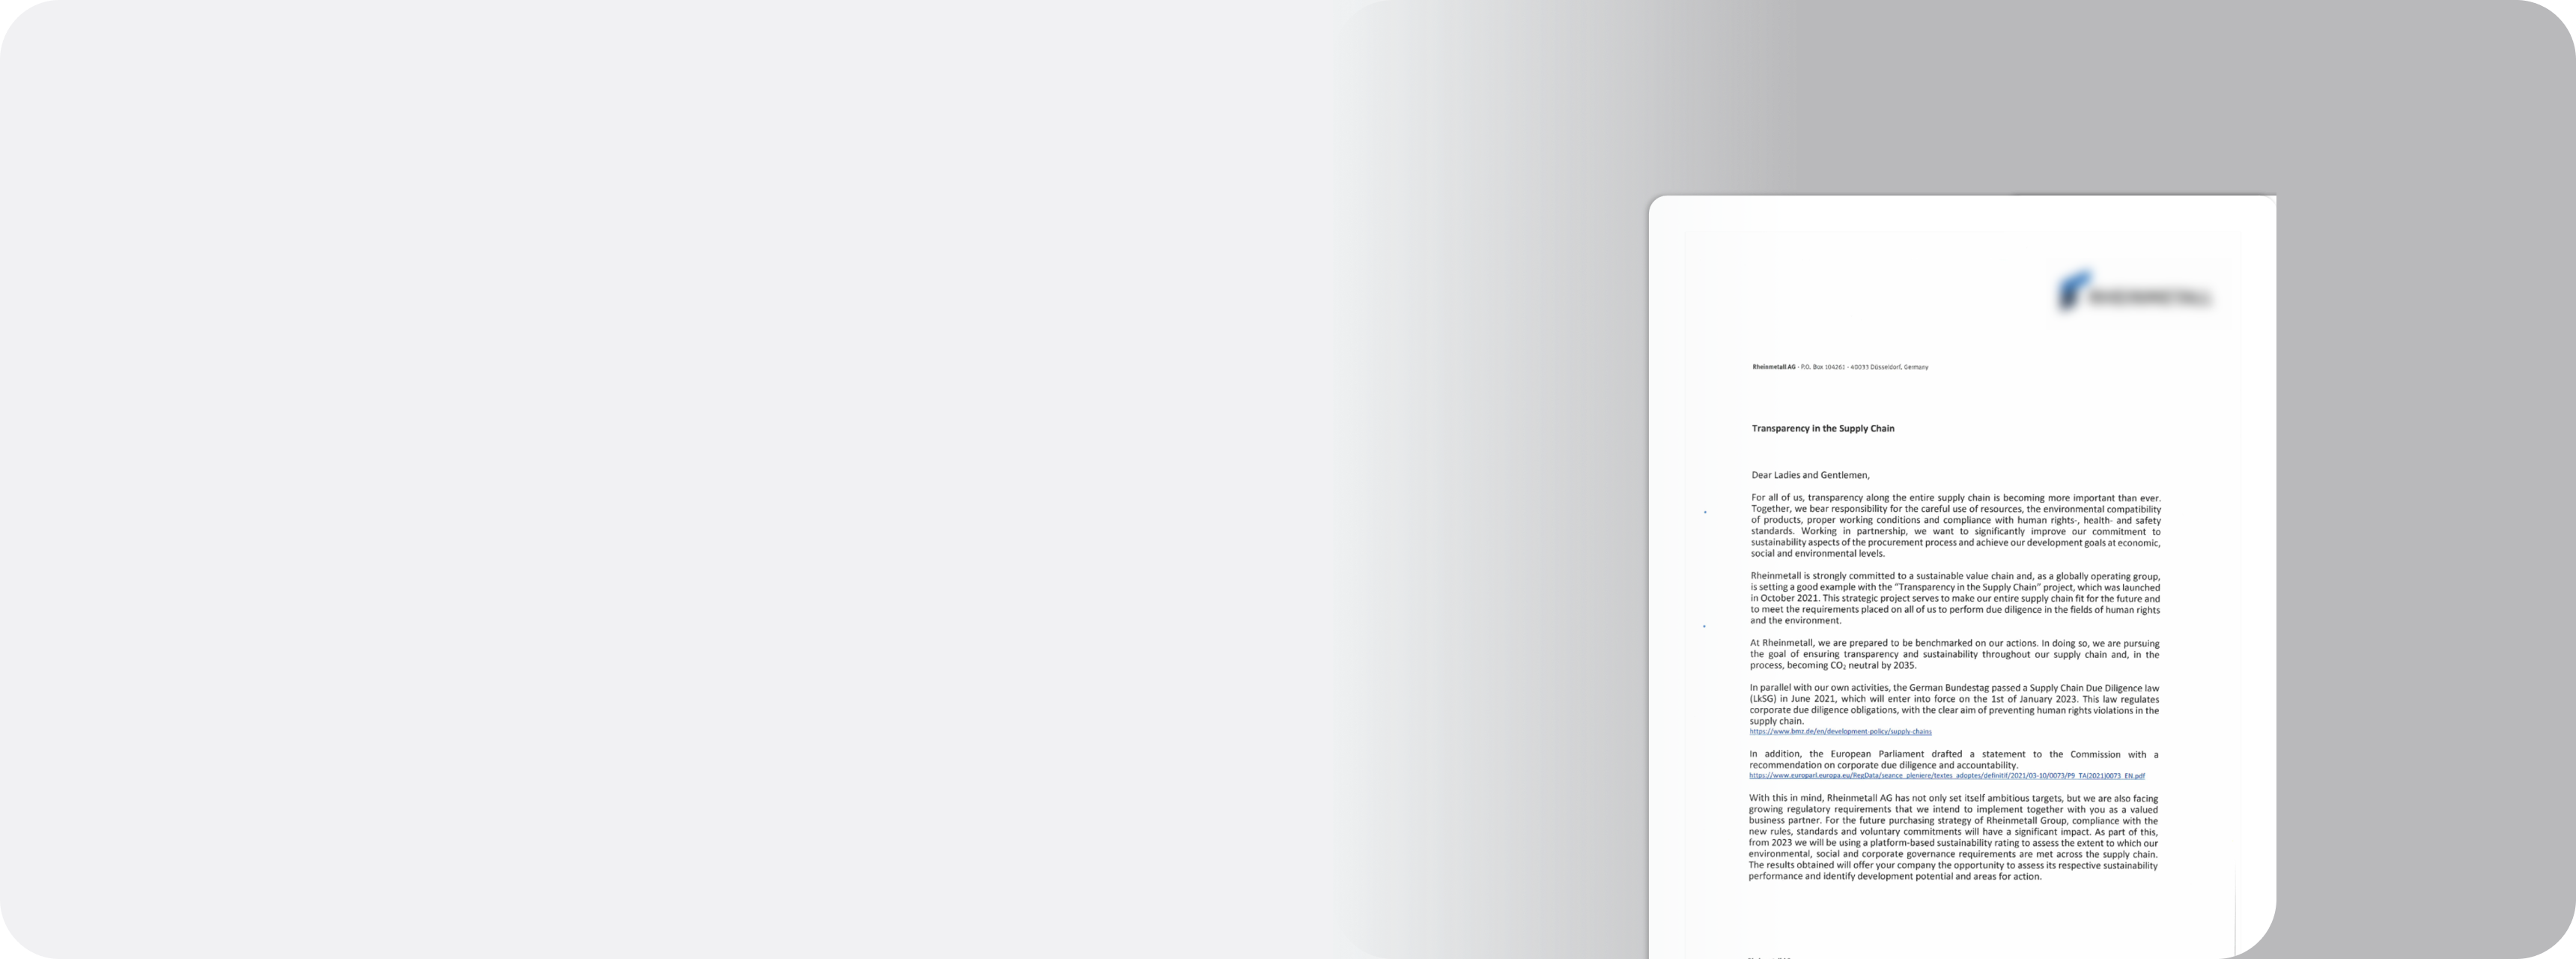 RHEINMETALL
Rheinmetall AG - P.O. Box 104261 - 40033 Düsseldorf, Germany
Transparency in the Supply Chain
Dear Ladies and Gentlemen,
For all of us, transparency along the entire supply chain is becoming more important than ever.
Together, we bear responsibility for the careful use of resources, the environmental compatibility
of products, proper working conditions and compliance with human rights-, health- and safety
standards. Working in partnership, we want to significantly improve our commitment to
sustainability aspects of the procurement process and achieve our development goals at economic,
social and environmental levels.
Rheinmetall is strongly committed to a sustainable value chain and, as a globally operating group,
is setting a good example with the “Transparency in the Supply Chain” project, which was launched
in October 2021. This strategic project serves to make our entire supply chain fit for the future and
to meet the requirements placed on all of us to perform due diligence in the fields of human rights
and the environment.
At Rheinmetall, we are prepared to be benchmarked on our actions. In doing so, we are pursuing
the goal of ensuring transparency and sustainability throughout our supply chain and, in the
process, becoming CO₂ neutral by 2035.
In parallel with our own activities, the German Bundestag passed a Supply Chain Due Diligence law
(LkSG) in June 2021, which will enter into force on the 1st of January 2023. This law regulates
corporate due diligence obligations, with the clear aim of preventing human rights violations in the
supply chain.
https://www.bmz.de/en/development-policy/supply-chains
In addition, the European Parliament drafted a statement to the Commission with a
recommendation on corporate due diligence and accountability.
https://www.europarl.europa.eu/RegData/seance_pleniere/textes_adoptes/definitif/2021/03-10/0073/P9_TA(2021)0073_EN.pdf
With this in mind, Rheinmetall AG has not only set itself ambitious targets, but we are also facing
growing regulatory requirements that we intend to implement together with you as a valued
business partner. For the future purchasing strategy of Rheinmetall Group, compliance with the
new rules, standards and voluntary commitments will have a significant impact. As part of this,
from 2023 we will be using a platform-based sustainability rating to assess the extent to which our
environmental, social and corporate governance requirements are met across the supply chain.
The results obtained will offer your company the opportunity to assess its respective sustainability
performance and identify development potential and areas for action.